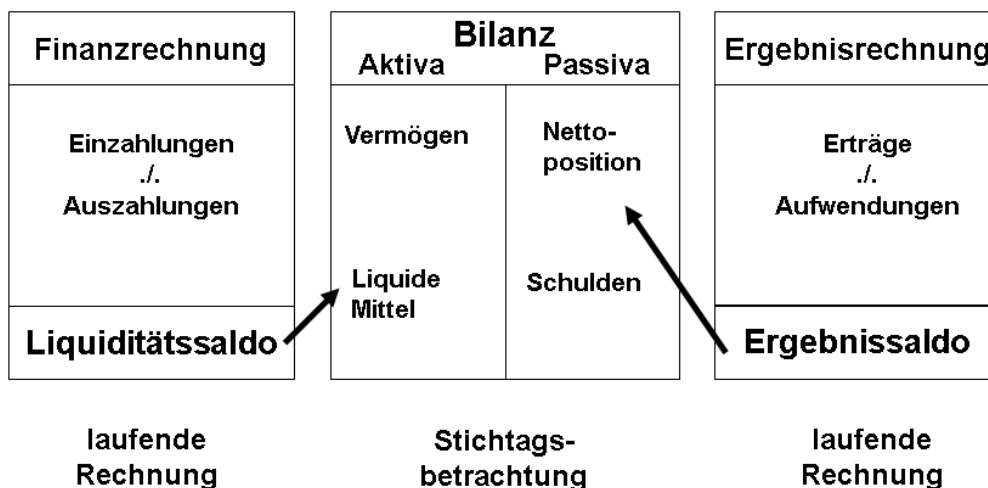 Finanzrechnung
Einzahlungen
./.
Auszahlungen
Liquiditätssaldo
laufende
Rechnung
Bilanz
Aktiva Passiva
Vermögen
Liquide
Mittel
Netto-
position
Schulden
Stichtags-
betrachtung
Ergebnisrechnung
Erträge
./.
Aufwendungen
Ergebnissaldo
laufende
Rechnung